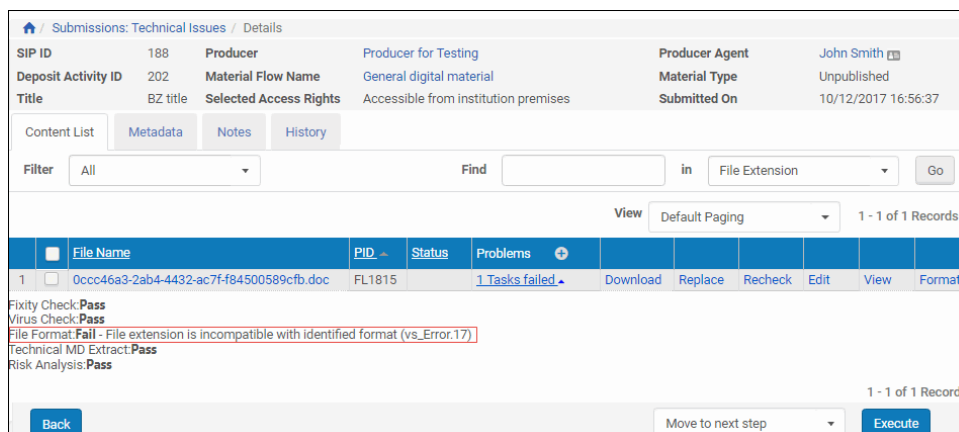 / Submissions: Technical Issues / Details
SIP ID 188 Producer Producer for Testing Producer Agent John Smith
Deposit Activity ID 202 Material Flow Name General digital material Material Type Unpublished
Title BZ title Selected Access Rights Accessible from institution premises Submitted On 10/12/2017 16:56:37
Content List Metadata Notes History
Filter All Find in File Extension Go
View Default Paging 1 - 1 of 1 Records
File Name PID Status Problems
1 0ccc46a3-2ab4-4432-ac7f-f84500589cfb.doc FL1815 1 Tasks failed Download Replace Recheck Edit View Format
Fixity Check:Pass
Virus Check:Pass
File Format:Fail - File extension is incompatible with identified format (vs_Error.17)
Technical MD Extract:Pass
Risk Analysis:Pass
1 - 1 of 1 Record
Back Move to next step Execute